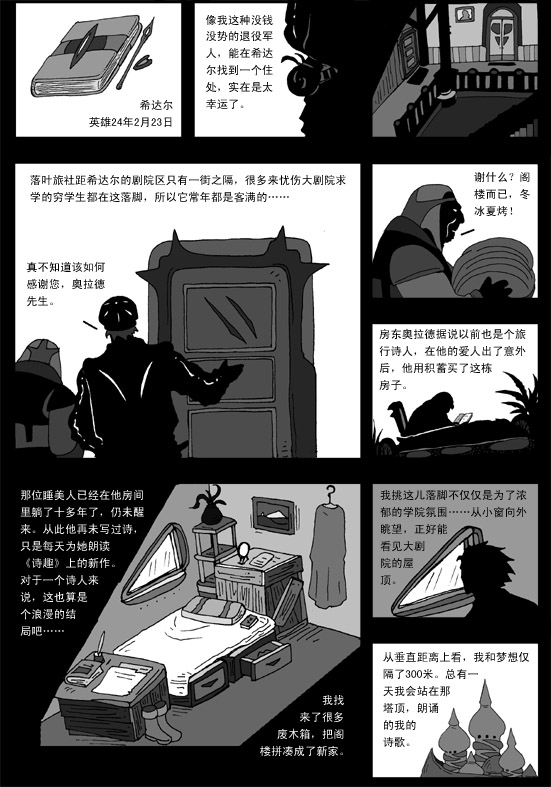 希达尔
英雄24年2月23日
像我这种没钱
没势的退役军
人，能在希达
尔找到一个住
处，实在是太
幸运了。
落叶旅社距希达尔的剧院区只有一街之隔，很多来忧伤大剧院求
学的穷学生都在这落脚，所以它常年都是客满的……
真不知道该如何
感谢您，奥拉德
先生。
谢什么？阁
楼而已，冬
冰夏烤！
房东奥拉德据说以前也是个旅
行诗人，在他的爱人出了意外
后，他用积蓄买了这栋
房子。
那位睡美人已经在他房间
里躺了十多年了，仍未醒
来。从此他再未写过诗，
只是每天为她朗读
《诗趣》上的新作。
对于一个诗人来
说，这也算是
个浪漫的结
局吧……
我找
来了很多
废木箱，把阁
楼拼凑成了新家。
我挑这儿落脚不仅仅是为了浓
郁的学院氛围……从小窗向外
眺望，正好能
看见大剧
院的屋
顶。
从垂直距离上看，我和梦想仅
隔了300米。总有一
天我会站在那
塔顶，朗诵
的我的
诗歌。